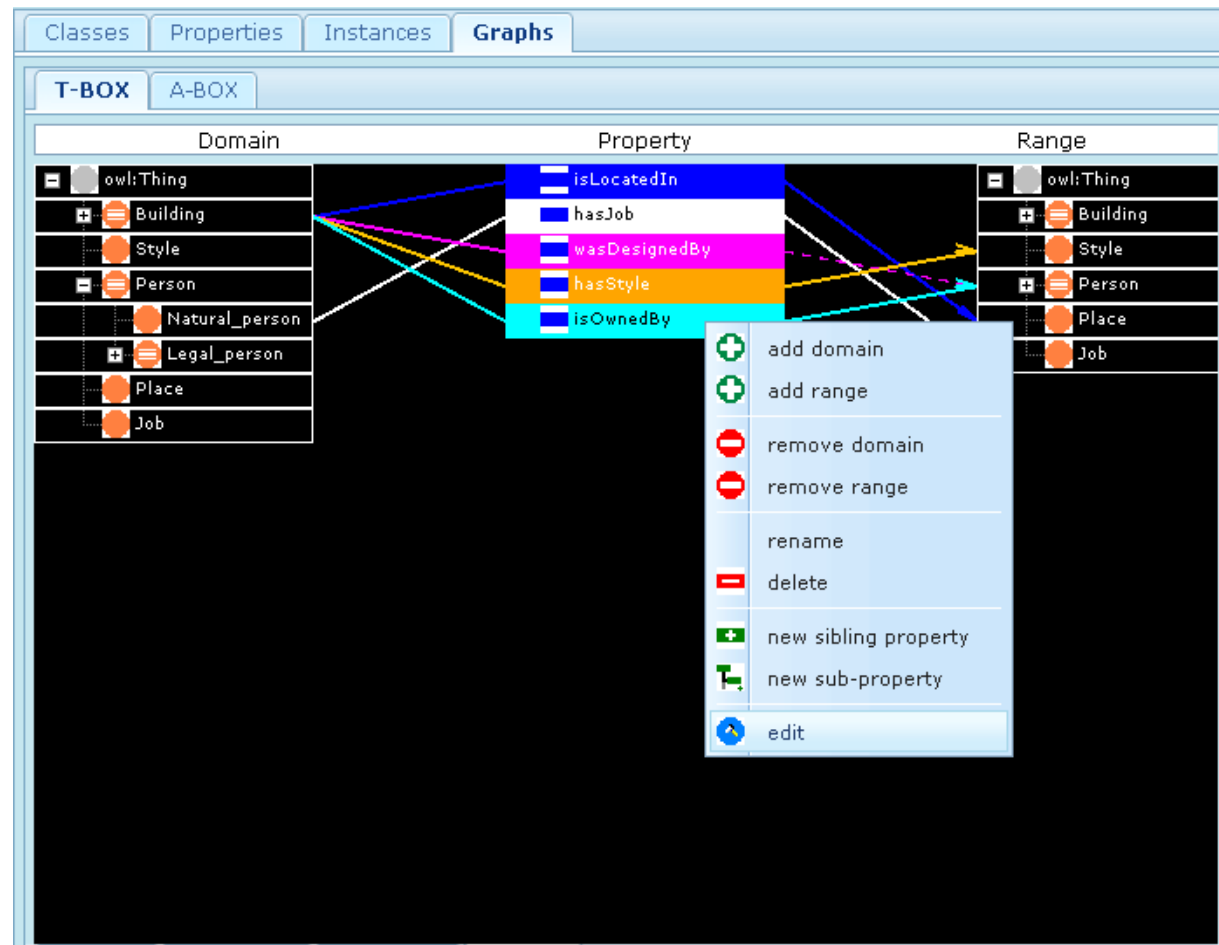 Classes Properties Instances Graphs
T-BOX A-BOX
Domain Property Range
owl:Thing isLocatedIn owl:Thing
Building hasJob Building
Style wasDesignedBy Style
Person hasStyle Person
Natural_person isOwnedBy Place
Legal_person Job
Place
Job
add domain
add range
remove domain
remove range
rename
delete
new sibling property
new sub-property
edit